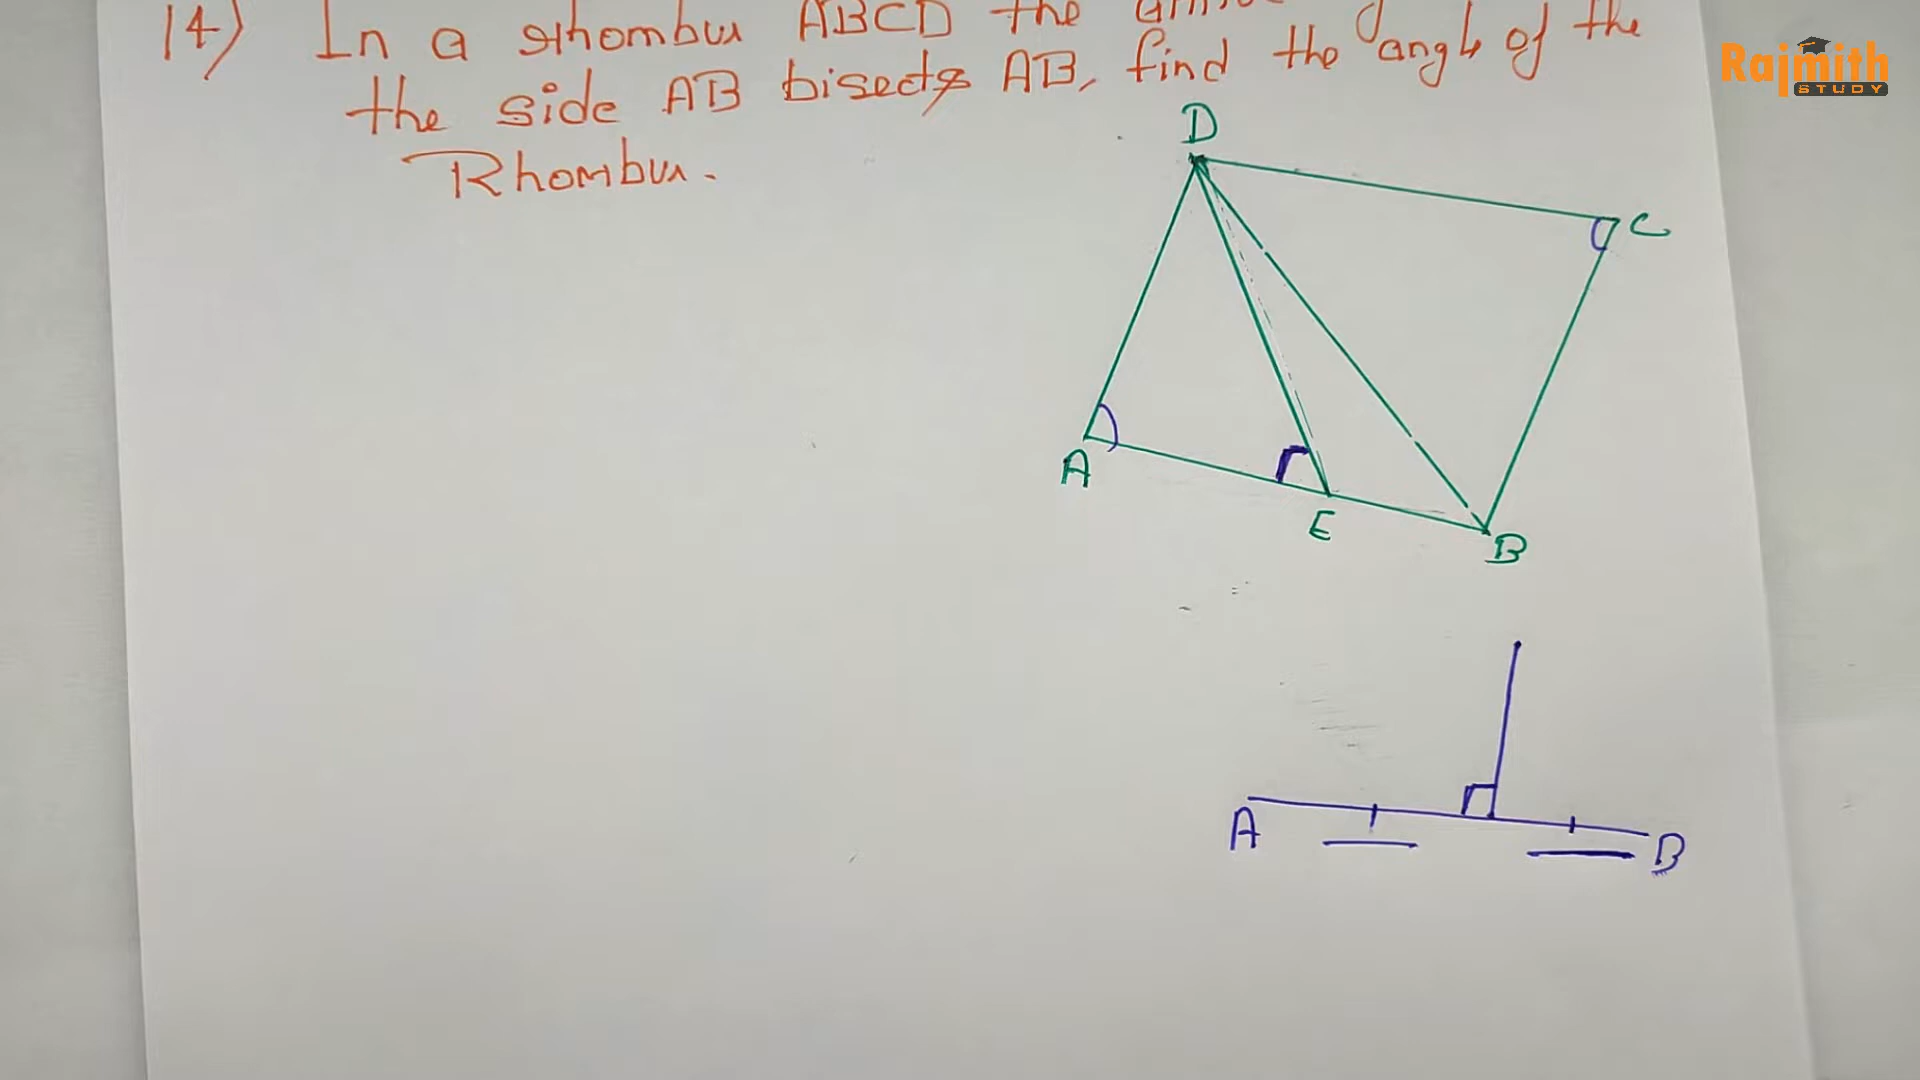 14) In a rhombus ABCD the
the side AB bisects AB, find the angle of the
Rhombus.
Rajmith
STUDY
D
C
A
E
B
A
B